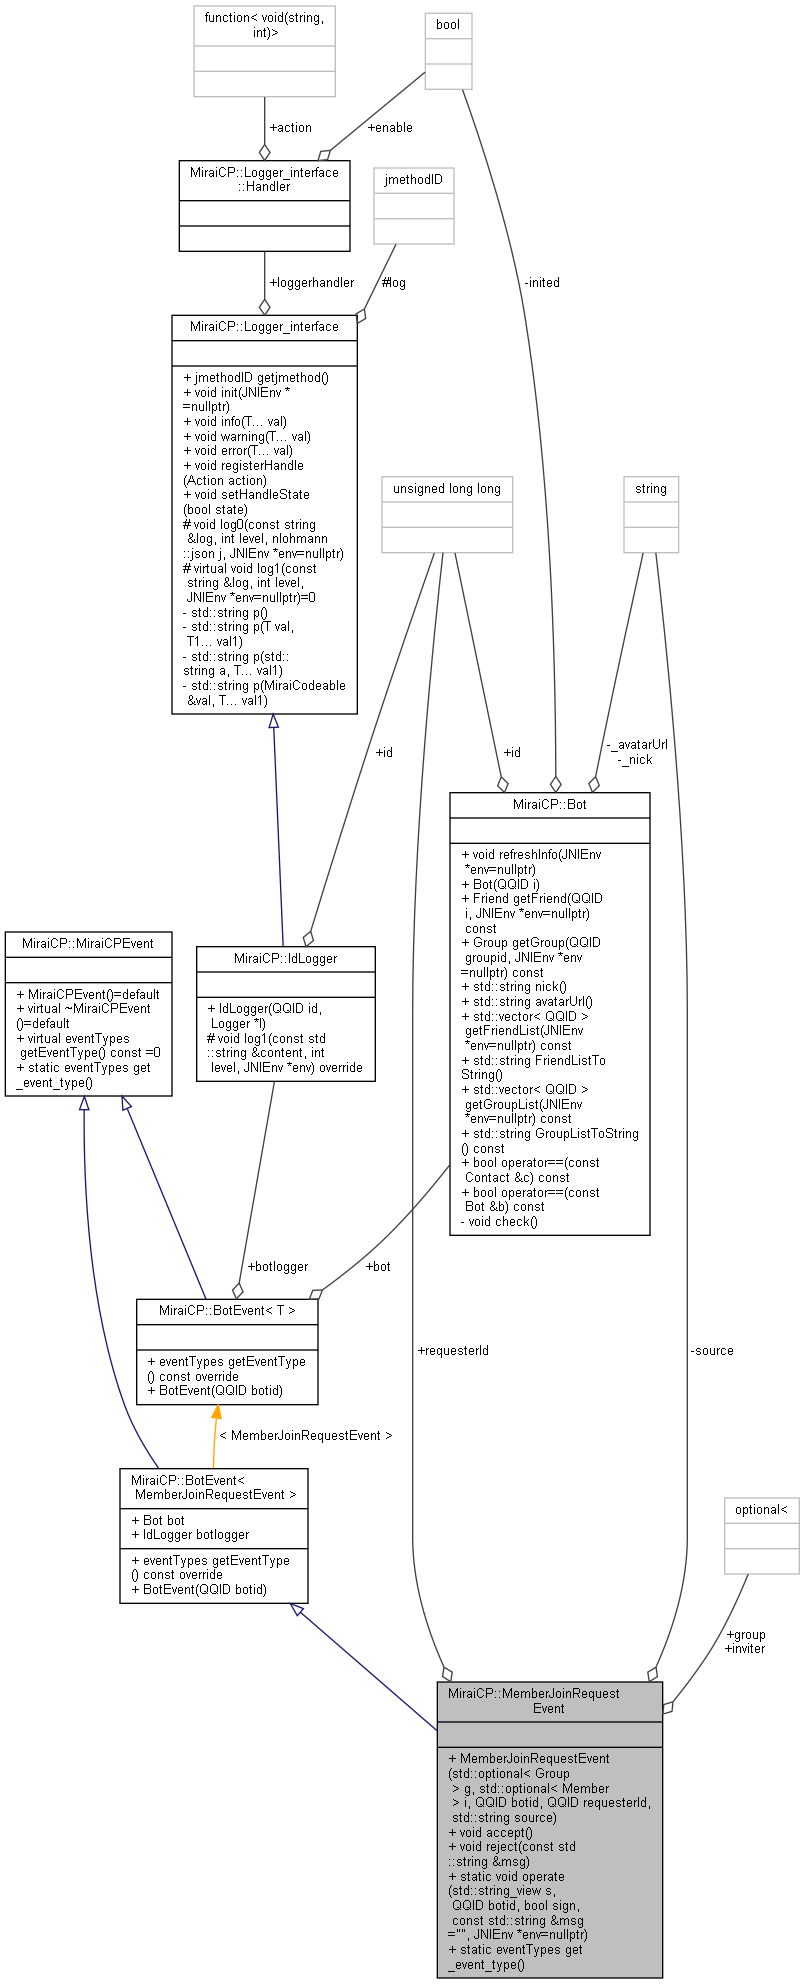 function< void(string,
int)>
bool
+action
+enable
MiraiCP::Logger_interface
::Handler
jmethodID
+loggerhandler
#log
-inited
MiraiCP::Logger_interface
+ jmethodID getjmethod()
+ void init(JNIEnv *
=nullptr)
+ void info(T... val)
+ void warning(T... val)
+ void error(T... val)
+ void registerHandle
(Action action)
+ void setHandleState
(bool state)
# void log0(const string
&log, int level, nlohmann
::json j, JNIEnv *env=nullptr)
# virtual void log1(const
string &log, int level,
JNIEnv *env=nullptr)=0
- std::string p()
- std::string p(T val,
T1... val1)
- std::string p(std::
string a, T... val1)
- std::string p(MiraiCodeable
&val, T... val1)
unsigned long long
string
+id
+id
-_avatarUrl
-_nick
MiraiCP::Bot
+ void refreshInfo(JNIEnv
*env=nullptr)
+ Bot(QQID i)
+ Friend getFriend(QQID
i, JNIEnv *env=nullptr)
const
+ Group getGroup(QQID
groupid, JNIEnv *env
=nullptr) const
+ std::string nick()
+ std::string avatarUrl()
+ std::vector< QQID >
getFriendList(JNIEnv
*env=nullptr) const
+ std::string FriendListTo
String()
+ std::vector< QQID >
getGroupList(JNIEnv
*env=nullptr) const
+ std::string GroupListToString
() const
+ bool operator==(const
Contact &c) const
+ bool operator==(const
Bot &b) const
- void check()
MiraiCP::MiraiCPEvent
+ MiraiCPEvent()=default
+ virtual ~MiraiCPEvent
()=default
+ virtual eventTypes
getEventType() const =0
+ static eventTypes get
_event_type()
MiraiCP::IdLogger
+ IdLogger(QQID id,
Logger *l)
# void log1(const std
::string &content, int
level, JNIEnv *env) override
+botlogger
+bot
MiraiCP::BotEvent< T >
+ eventTypes getEventType
() const override
+ BotEvent(QQID botid)
+requesterId
-source
< MemberJoinRequestEvent >
MiraiCP::BotEvent<
MemberJoinRequestEvent >
+ Bot bot
+ IdLogger botlogger
+ eventTypes getEventType
() const override
+ BotEvent(QQID botid)
optional<
+group
+inviter
MiraiCP::MemberJoinRequest
Event
+ MemberJoinRequestEvent
(std::optional< Group
> g, std::optional< Member
> i, QQID botid, QQID requesterId,
std::string source)
+ void accept()
+ void reject(const std
::string &msg)
+ static void operate
(std::string_view s,
QQID botid, bool sign,
const std::string &msg
="", JNIEnv *env=nullptr)
+ static eventTypes get
_event_type()